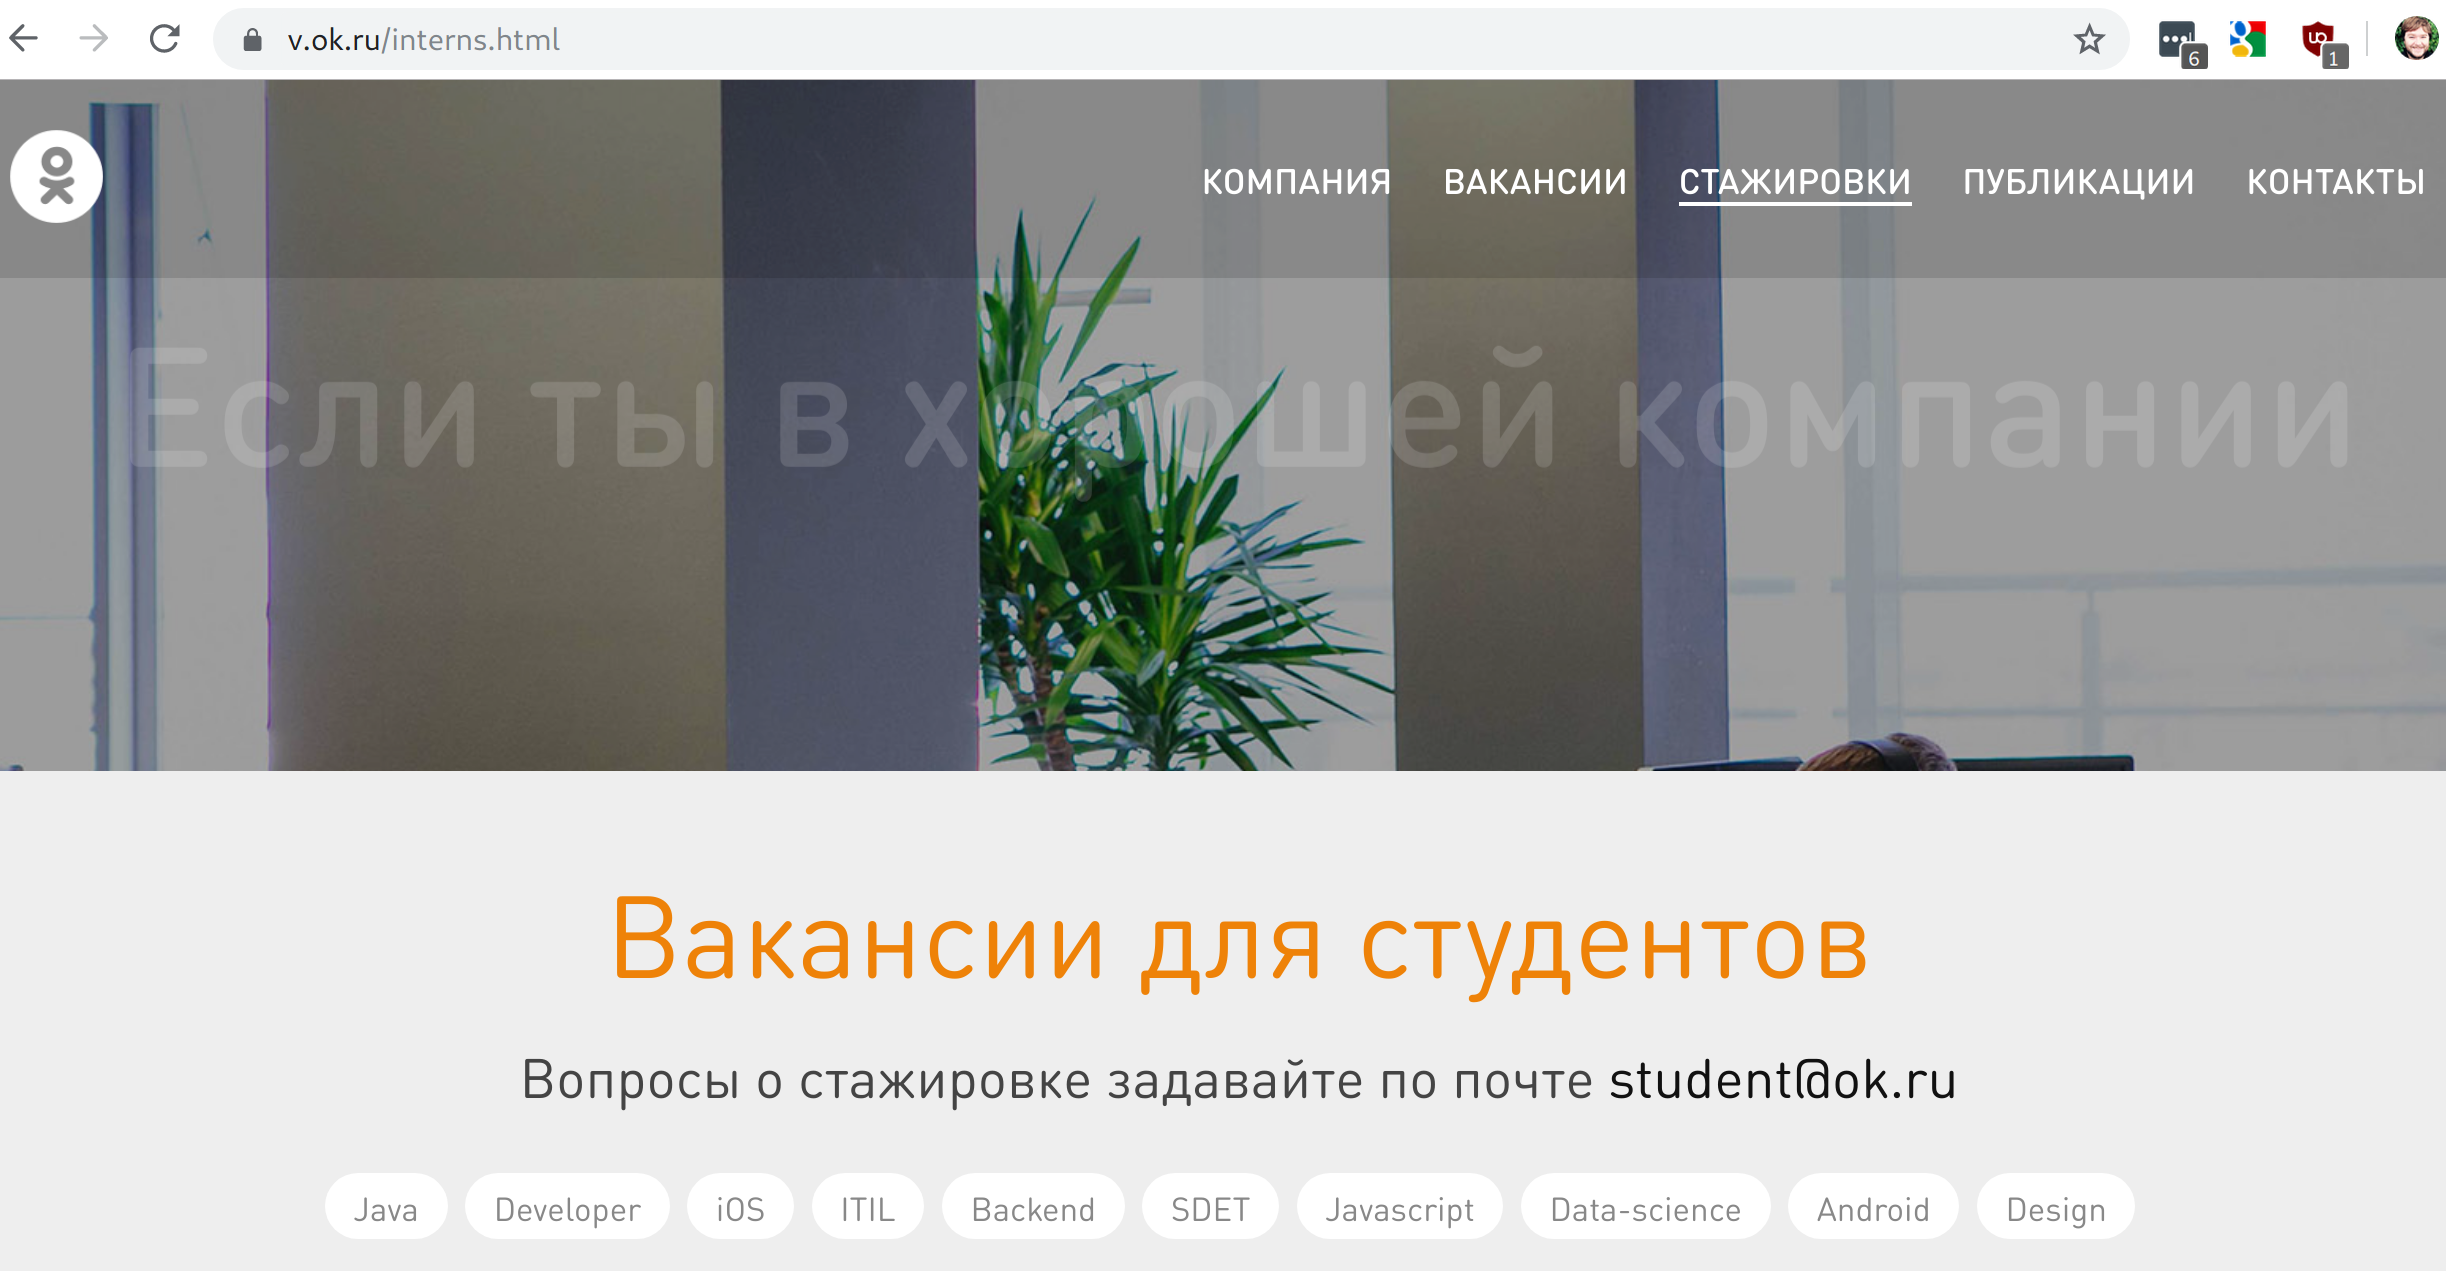 v.ok.ru/interns.html
6
1
КОМПАНИЯ ВАКАНСИИ СТАЖИРОВКИ ПУБЛИКАЦИИ КОНТАКТЫ
Если ты в хорошей компании
Вакансии для студентов
Вопросы о стажировке задавайте по почте student@ok.ru
Java Developer iOS ITIL Backend SDET Javascript Data-science Android Design